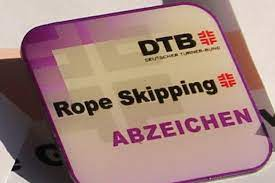 DTB
DEUTSCHER TURNER-BUND
Rope Skipping
ABZEICHEN